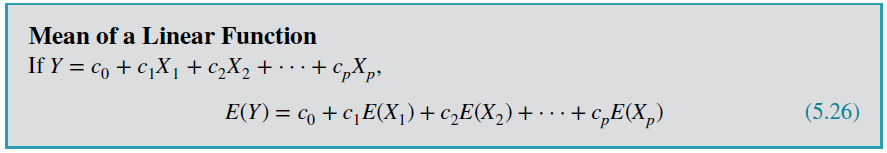 Mean of a Linear Function
If Y = c₀ + c₁X₁ + c₂X₂ + · · · + cₚXₚ,
E(Y) = c₀ + c₁E(X₁) + c₂E(X₂) + · · · + cₚE(Xₚ) (5.26)